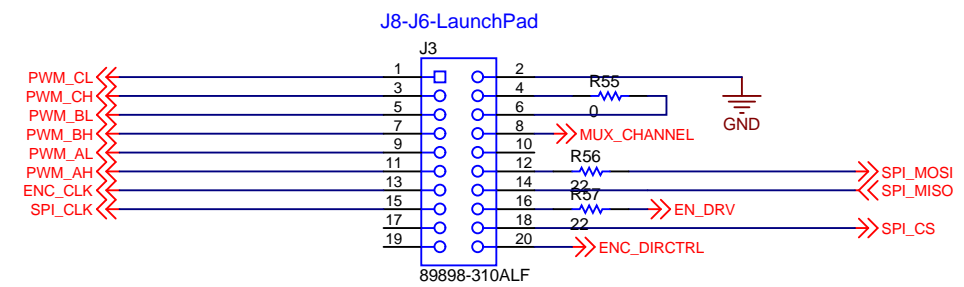 J8-J6-LaunchPad
J3
PWM_CL 1 2
PWM_CH 3 4 R55
PWM_BL 5 6 0 GND
PWM_BH 7 8 MUX_CHANNEL
PWM_AL 9 10
PWM_AH 11 12 R56 SPI_MOSI
ENC_CLK 13 14 22 SPI_MISO
SPI_CLK 15 16 R57 EN_DRV
17 18 22 SPI_CS
19 20 ENC_DIRCTRL
89898-310ALF